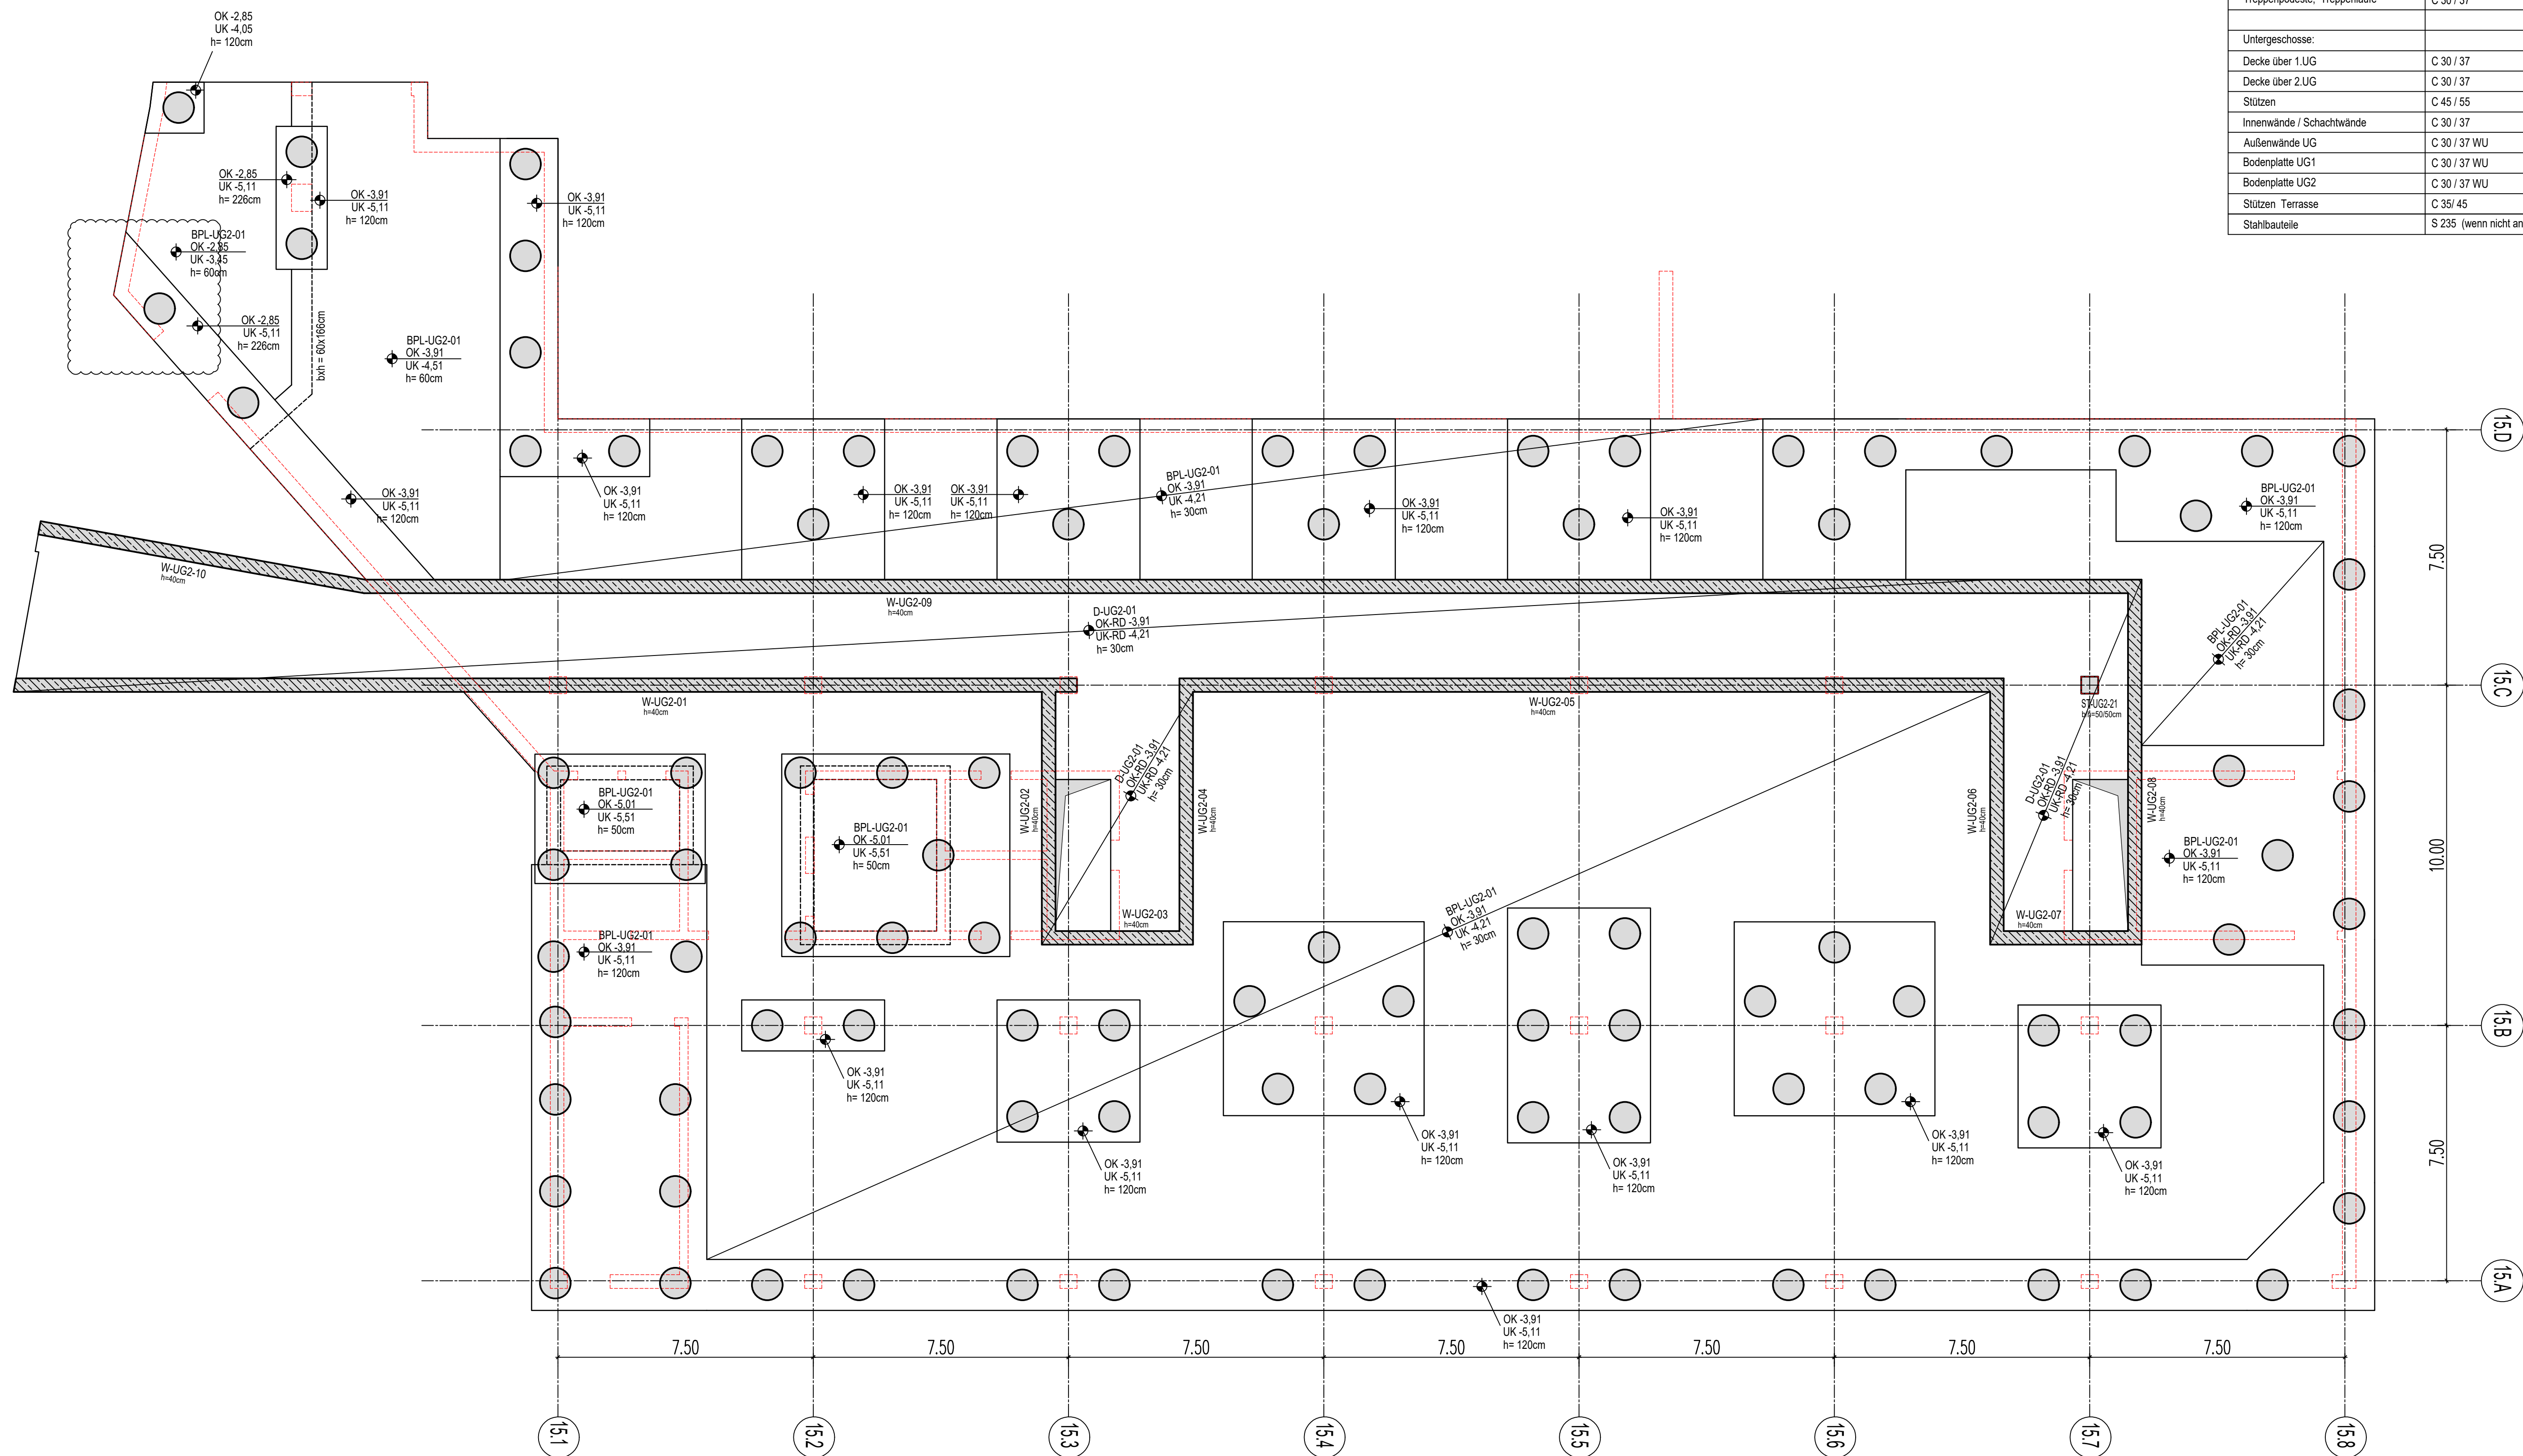 Treppenpodeste, Treppenläufe C 30 / 37
Untergeschosse:
Decke über 1.UG C 30 / 37
Decke über 2.UG C 30 / 37
Stützen C 45 / 55
Innenwände / Schachtwände C 30 / 37
Außenwände UG C 30 / 37 WU
Bodenplatte UG1 C 30 / 37 WU
Bodenplatte UG2 C 30 / 37 WU
Stützen Terrasse C 35/ 45
Stahlbauteile S 235 (wenn nicht an
OK -2,85
UK -4,05
h= 120cm
OK -2,85
UK -5,11
h= 226cm
OK -3,91
UK -5,11
h= 120cm
OK -3,91
UK -5,11
h= 120cm
BPL-UG2-01
OK -2,85
UK -3,45
h= 60cm
OK -2,85
UK -5,11
h= 226cm
bxh = 60x166cm
BPL-UG2-01
OK -3,91
UK -4,51
h= 60cm
OK -3,91
UK -5,11
h= 120cm
OK -3,91
UK -5,11
h= 120cm
OK -3,91
UK -5,11
h= 120cm
OK -3,91
UK -5,11
h= 120cm
BPL-UG2-01
OK -3,91
UK -4,21
h= 30cm
OK -3,91
UK -5,11
h= 120cm
OK -3,91
UK -5,11
h= 120cm
BPL-UG2-01
OK -3,91
UK -5,11
h= 120cm
15.D
7.50
W-UG2-10
h=40cm
W-UG2-09
h=40cm
D-UG2-01
OK-RD -3,91
UK-RD -4,21
h= 30cm
BPL-UG2-01
OK-RD -3,91
UK-RD -4,21
h= 30cm
W-UG2-01
h=40cm
W-UG2-05
h=40cm
ST-UG2-21
b/d=50/50cm
15.C
BPL-UG2-01
OK -5.01
UK -5,51
h= 50cm
BPL-UG2-01
OK -5.01
UK -5,51
h= 50cm
W-UG2-02
h=40cm
D-UG2-01
OK-RD -3,91
UK-RD -4,21
h= 30cm
W-UG2-04
h=40cm
W-UG2-03
h=40cm
W-UG2-06
h=40cm
D-UG2-01
OK-RD -3,91
UK-RD -4,21
h= 30cm
W-UG2-08
h=40cm
W-UG2-07
h=40cm
BPL-UG2-01
OK -3,91
UK -5,11
h= 120cm
10.00
BPL-UG2-01
OK -3,91
UK -5,11
h= 120cm
BPL-UG2-01
OK -3,91
UK -4,21
h= 30cm
15.B
OK -3,91
UK -5,11
h= 120cm
OK -3,91
UK -5,11
h= 120cm
OK -3,91
UK -5,11
h= 120cm
OK -3,91
UK -5,11
h= 120cm
OK -3,91
UK -5,11
h= 120cm
OK -3,91
UK -5,11
h= 120cm
7.50
15.A
OK -3,91
UK -5,11
h= 120cm
7.50 7.50 7.50 7.50 7.50 7.50 7.50
15.1 15.2 15.3 15.4 15.5 15.6 15.7 15.8